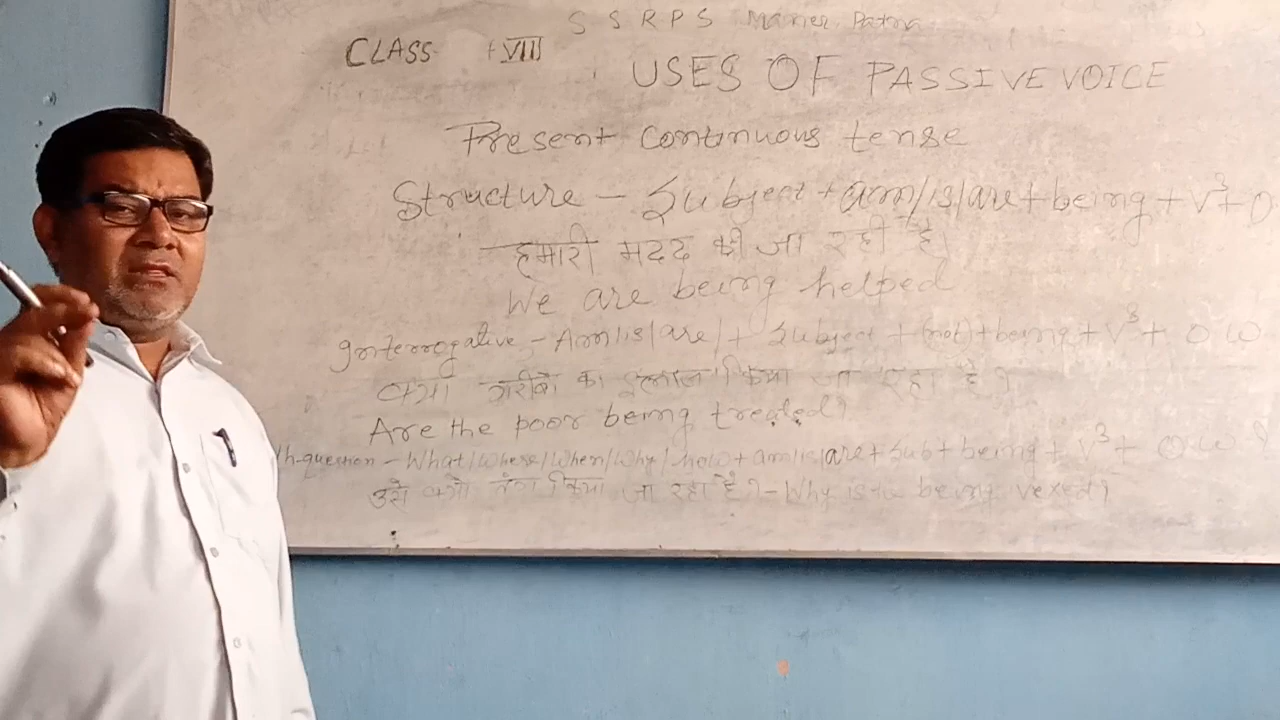 S S R P S Maner, Patna
CLASS - VIII
USES OF PASSIVE VOICE
Present continuous tense
Structure - Subject + am/is/are + being + V³ + O
हमारी मदद की जा रही है।
We are being helped
Interrogative - Am/is/are/ + Subject + (not) + being + V³ + O W
क्या गरीबों का इलाज किया जा रहा है?
Are the poor being treated?
h-question - What/Where/When/Why/how + am/is/are + Sub + being + V³ + O W ?
उसे क्यों तंग किया जा रहा है? - Why is being vexed?